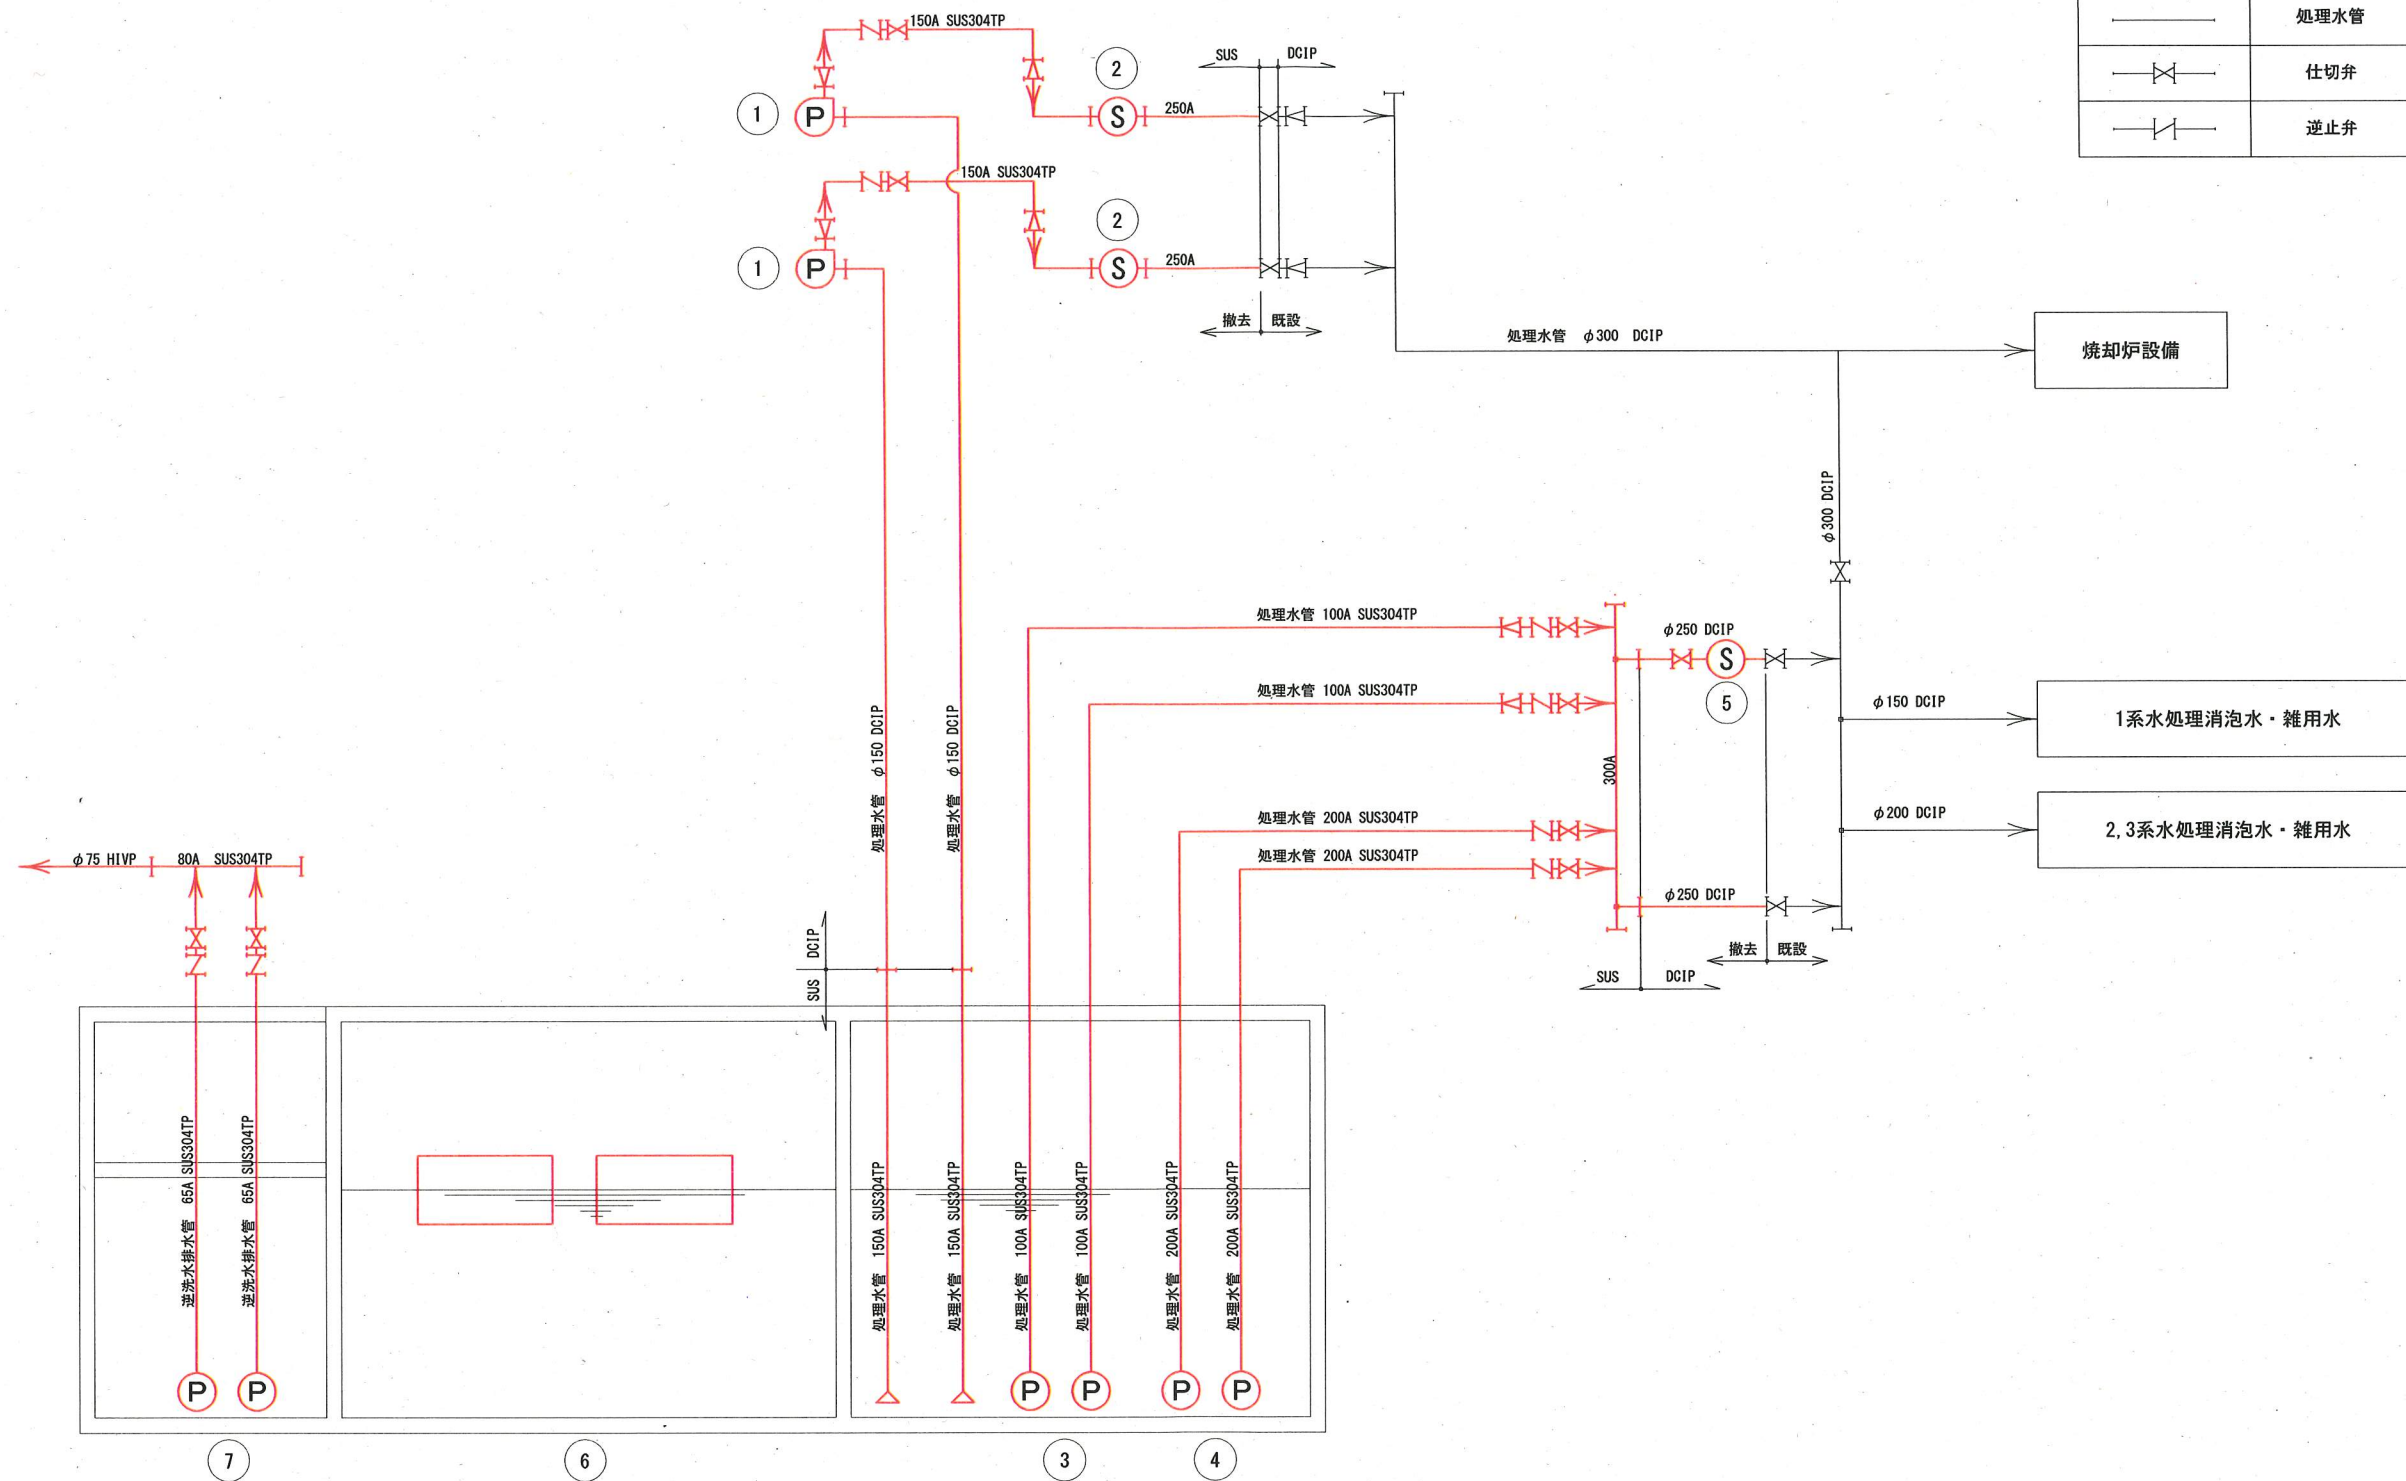 処理水管
仕切弁
逆止弁
150A SUS304TP
SUS DCIP
2
1 P
S 250A
150A SUS304TP
2
1 P
S 250A
撤去 既設
処理水管 φ300 DCIP
焼却炉設備
φ300 DCIP
処理水管 100A SUS304TP
φ250 DCIP
S
5
処理水管 100A SUS304TP
φ150 DCIP
1系水処理消泡水・雑用水
300A
処理水管 φ150 DCIP
処理水管 φ150 DCIP
処理水管 200A SUS304TP
φ200 DCIP
2,3系水処理消泡水・雑用水
処理水管 200A SUS304TP
φ75 HIVP 80A SUS304TP
φ250 DCIP
撤去 既設
SUS DCIP
SUS DCIP
逆洗水排水管 65A SUS304TP
逆洗水排水管 65A SUS304TP
処理水管 150A SUS304TP
処理水管 150A SUS304TP
処理水管 100A SUS304TP
処理水管 100A SUS304TP
処理水管 200A SUS304TP
処理水管 200A SUS304TP
P P P P P P
7 6 3 4